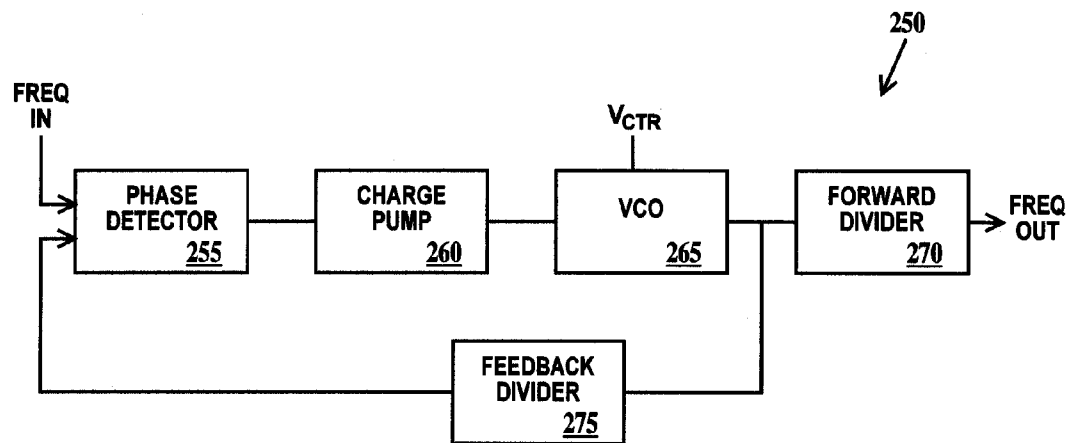 250
FREQ
IN
V_CTR
PHASE
DETECTOR
255
CHARGE
PUMP
260
VCO
265
FORWARD
DIVIDER
270
FREQ
OUT
FEEDBACK
DIVIDER
275